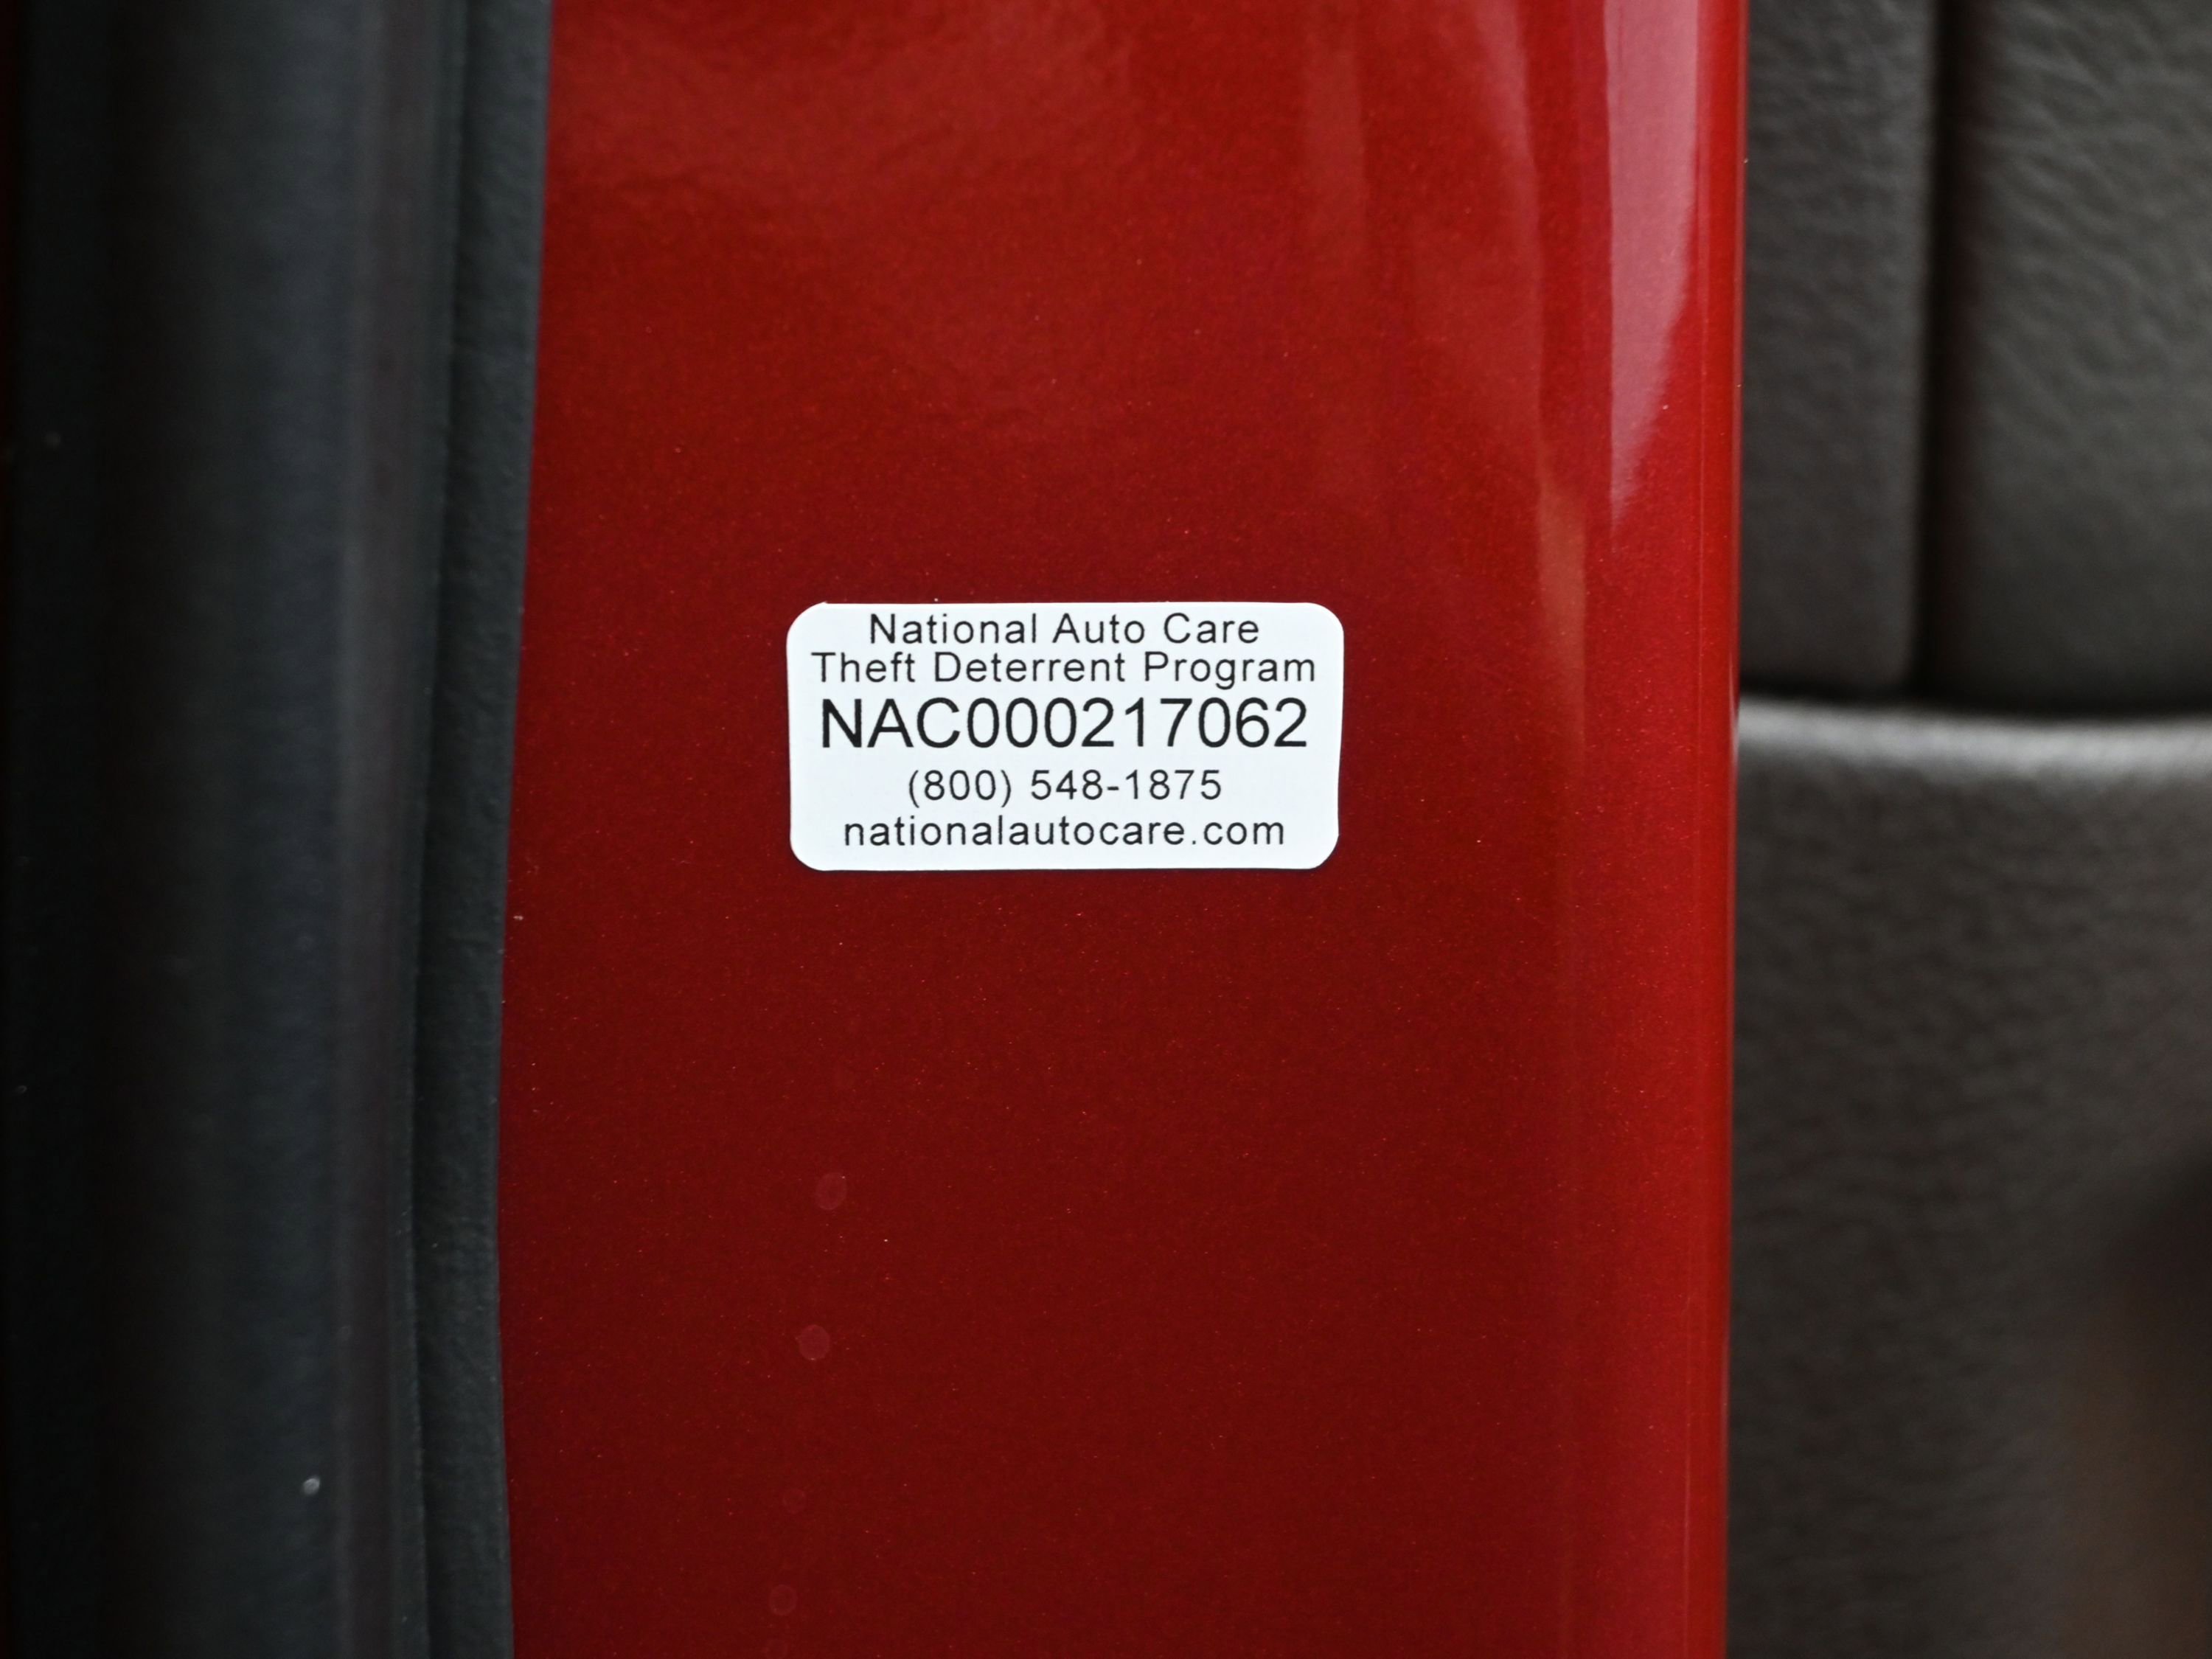 National Auto Care
Theft Deterrent Program
NAC000217062
(800) 548-1875
nationalautocare.com